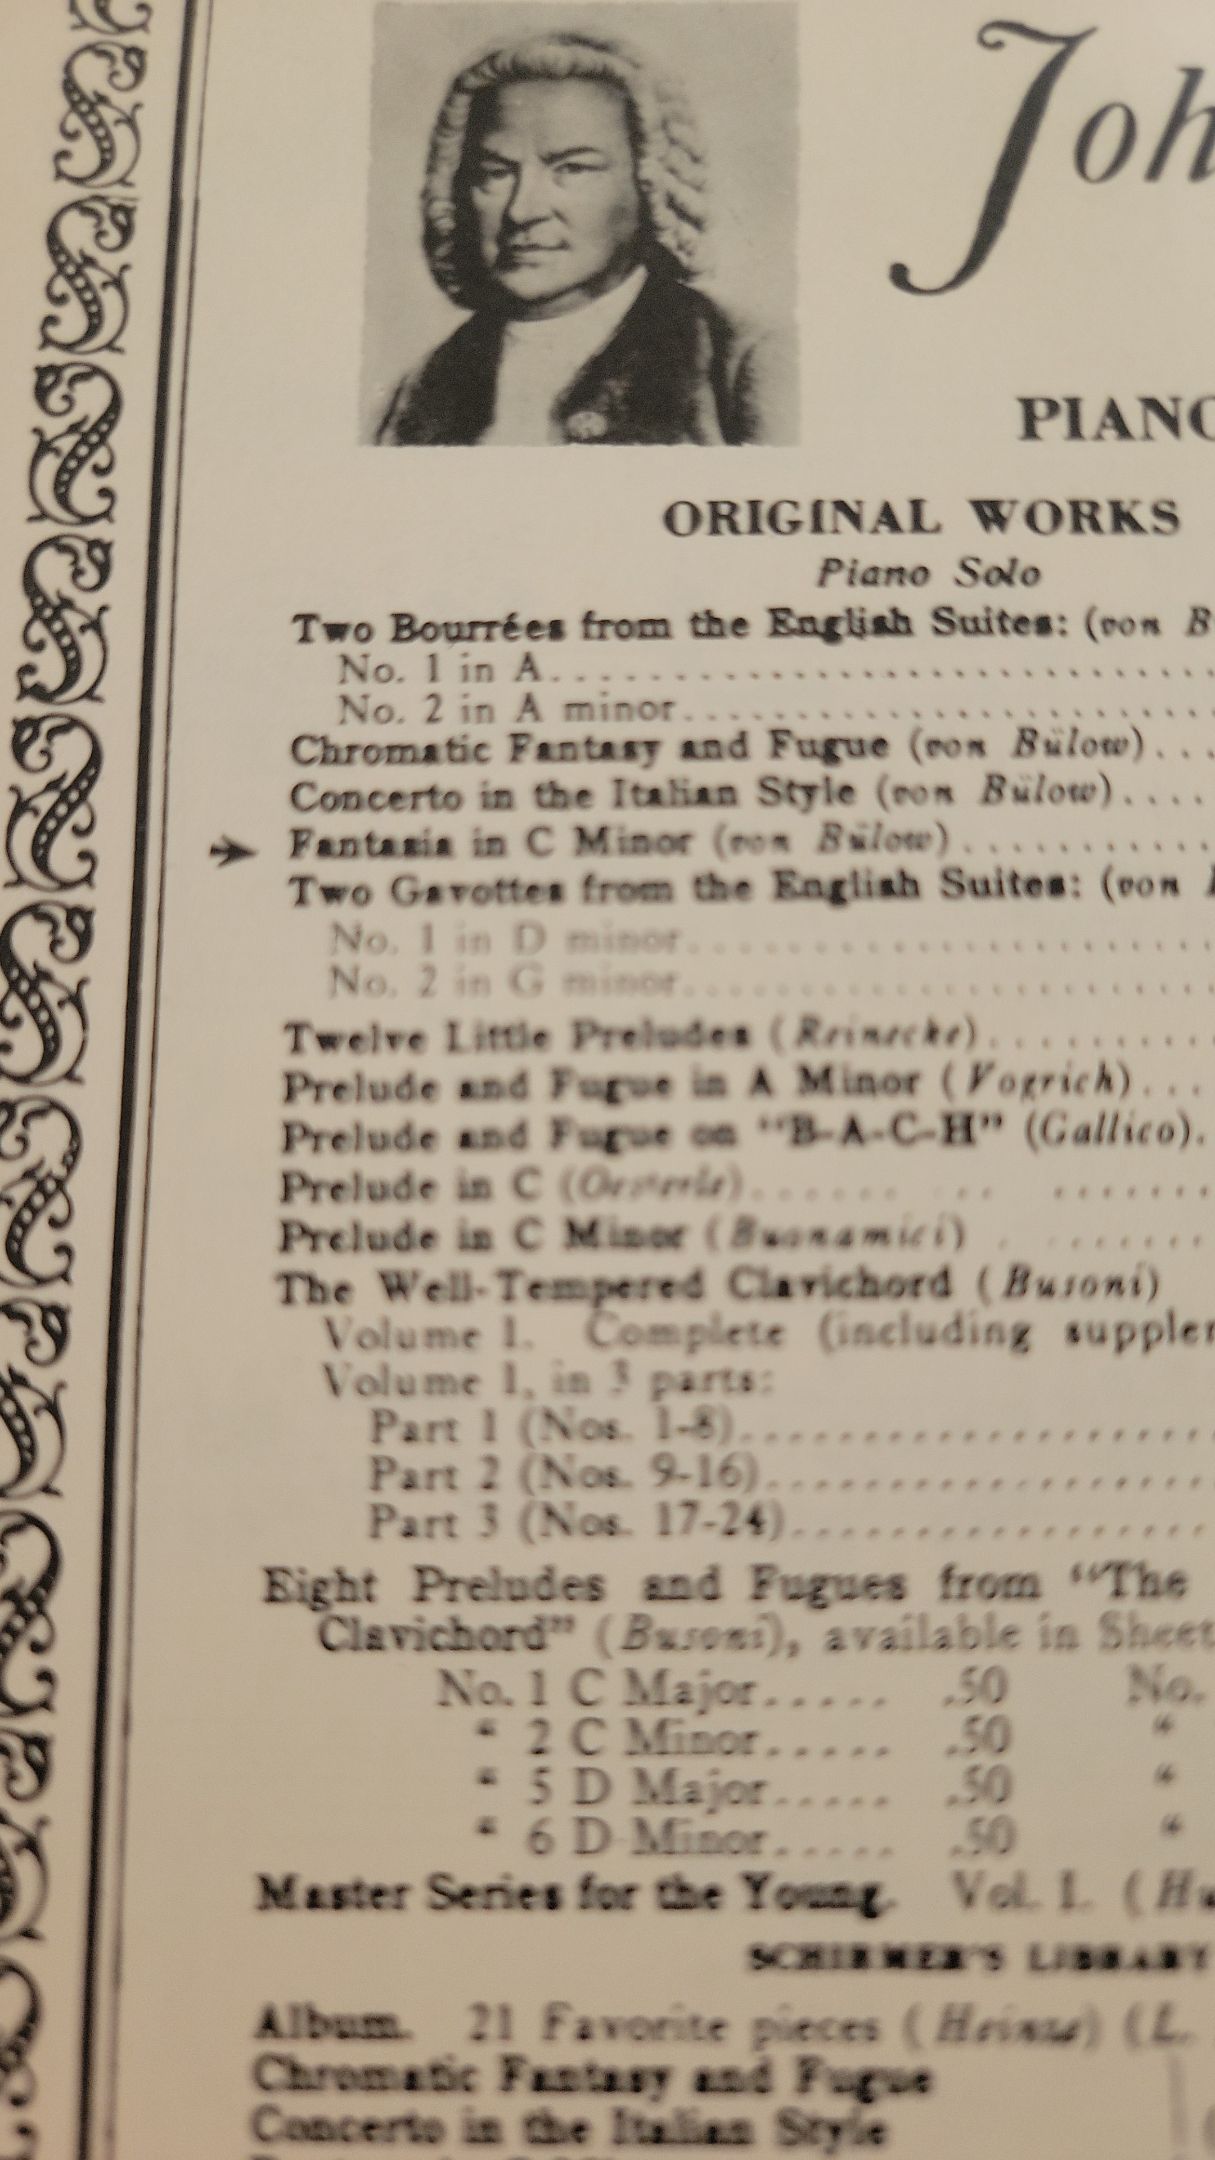 Joh
PIANO
ORIGINAL WORKS
Piano Solo
Two Bourrées from the English Suites: (von B
No. 1 in A
No. 2 in A minor
Chromatic Fantasy and Fugue (von Bülow)
Concerto in the Italian Style (von Bülow)
Fantasia in C Minor (von Bülow)
Two Gavottes from the English Suites: (von
No. 1 in D minor
No. 2 in G minor
Twelve Little Preludes (Reinecke)
Prelude and Fugue in A Minor (Vogrich)
Prelude and Fugue on "B-A-C-H" (Gallico).
Prelude in C (Oesterle)
Prelude in C Minor (Buonamici)
The Well-Tempered Clavichord (Busoni)
Volume 1. Complete (including supplem
Volume 1, in 3 parts:
Part 1 (Nos. 1-8)
Part 2 (Nos. 9-16)
Part 3 (Nos. 17-24)
Eight Preludes and Fugues from "The
Clavichord" (Busoni), available in Sheet
No. 1 C Major..... .50 No.
" 2 C Minor..... .50 "
" 5 D Major..... .50 "
" 6 D Minor..... .50 "
Master Series for the Young. Vol. I. (Hu
SCHIRMER'S LIBRARY
Album. 21 Favorite pieces (Heinze) (L.
Chromatic Fantasy and Fugue
Concerto in the Italian Style